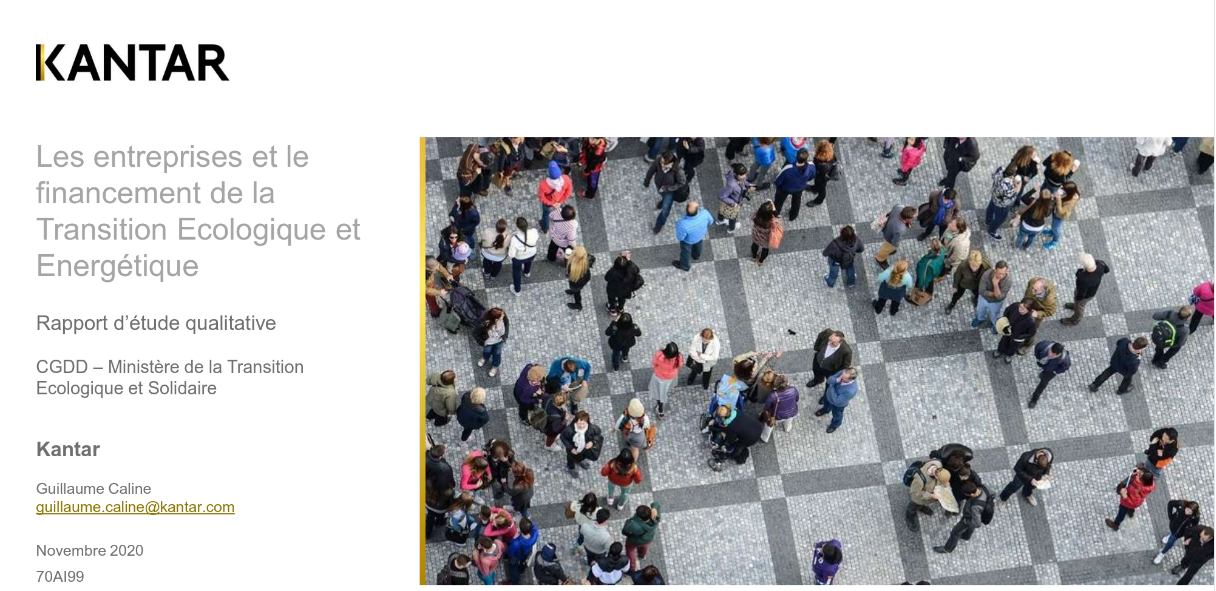 KANTAR
Les entreprises et le
financement de la
Transition Ecologique et
Energétique
Rapport d’étude qualitative
CGDD – Ministère de la Transition
Ecologique et Solidaire
Kantar
Guillaume Caline
guillaume.caline@kantar.com
Novembre 2020
70AI99